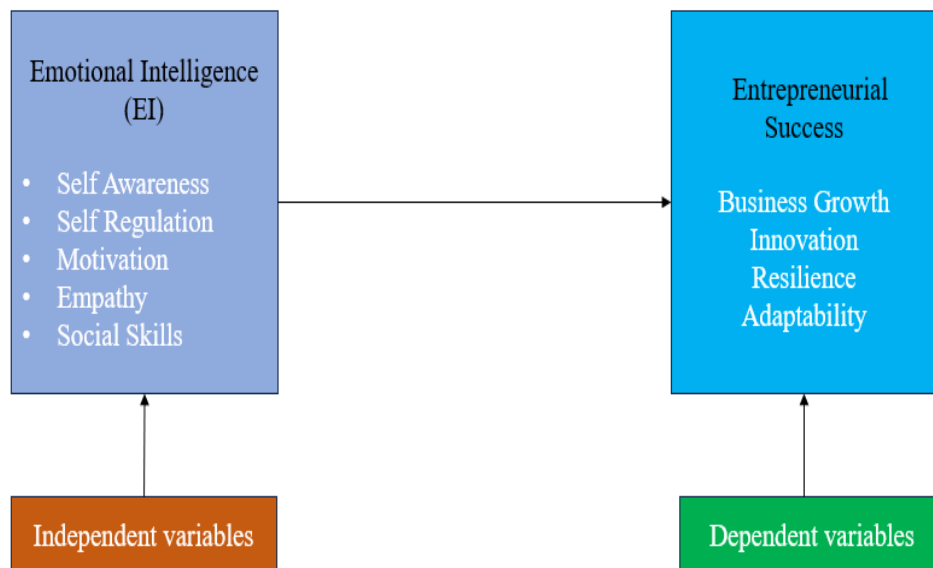 Emotional Intelligence
(EI)
• Self Awareness
• Self Regulation
• Motivation
• Empathy
• Social Skills
Entrepreneurial
Success
Business Growth
Innovation
Resilience
Adaptability
Independent variables
Dependent variables